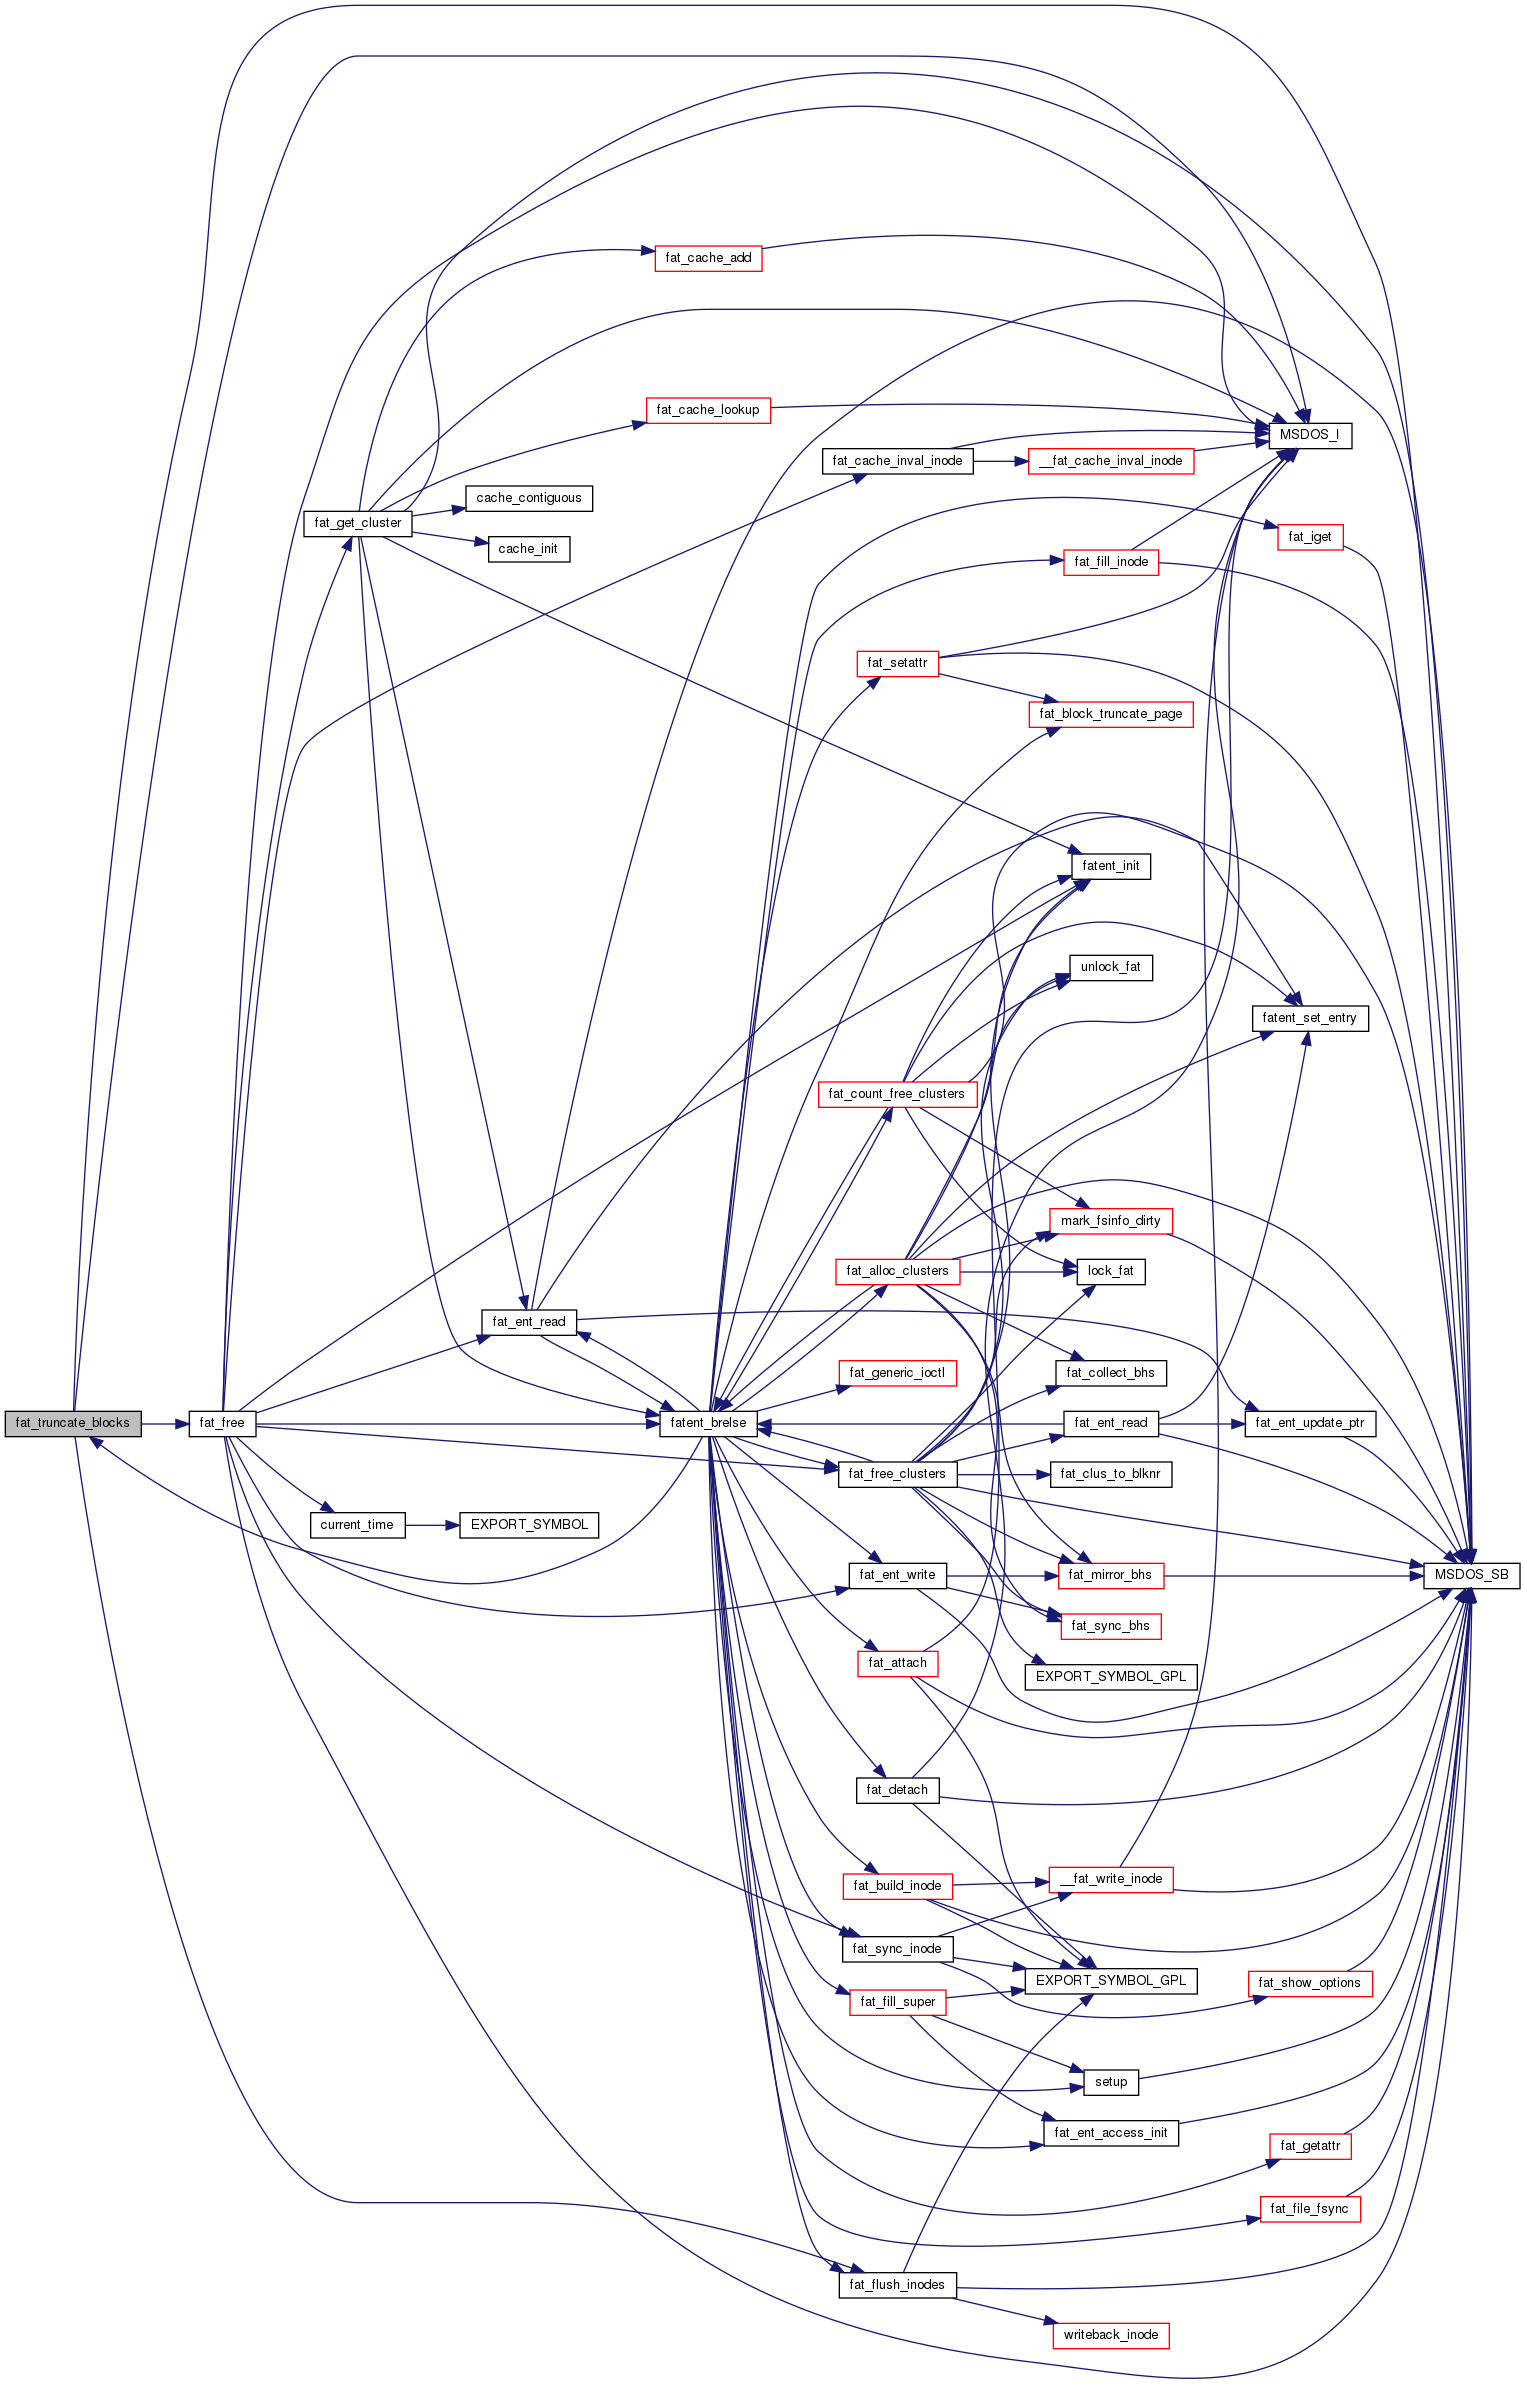 fat_cache_add
fat_cache_lookup
MSDOS_I
fat_cache_inval_inode
__fat_cache_inval_inode
cache_contiguous
fat_get_cluster
fat_iget
cache_init
fat_fill_inode
fat_setattr
fat_block_truncate_page
fatent_init
unlock_fat
fatent_set_entry
fat_count_free_clusters
mark_fsinfo_dirty
fat_alloc_clusters
lock_fat
fat_ent_read
fat_generic_ioctl
fat_collect_bhs
fat_truncate_blocks
fat_free
fatent_brelse
fat_ent_read
fat_ent_update_ptr
fat_free_clusters
fat_clus_to_blknr
current_time
EXPORT_SYMBOL
fat_ent_write
fat_mirror_bhs
MSDOS_SB
fat_sync_bhs
fat_attach
EXPORT_SYMBOL_GPL
fat_detach
fat_build_inode
__fat_write_inode
fat_sync_inode
EXPORT_SYMBOL_GPL
fat_show_options
fat_fill_super
setup
fat_ent_access_init
fat_getattr
fat_file_fsync
fat_flush_inodes
writeback_inode